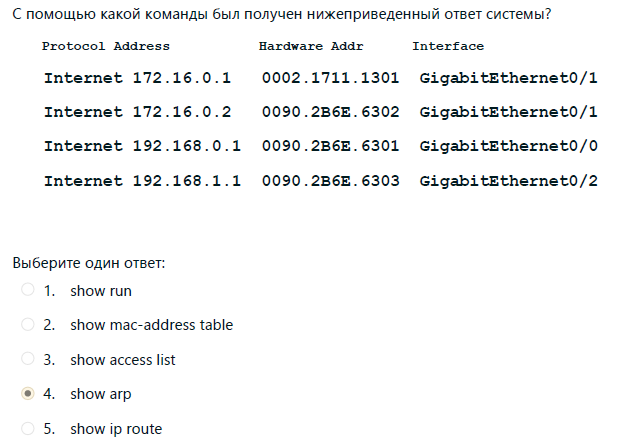 С помощью какой команды был получен нижеприведенный ответ системы?
Protocol Address Hardware Addr Interface
Internet 172.16.0.1 0002.1711.1301 GigabitEthernet0/1
Internet 172.16.0.2 0090.2B6E.6302 GigabitEthernet0/1
Internet 192.168.0.1 0090.2B6E.6301 GigabitEthernet0/0
Internet 192.168.1.1 0090.2B6E.6303 GigabitEthernet0/2
Выберите один ответ:
1. show run
2. show mac-address table
3. show access list
4. show arp
5. show ip route